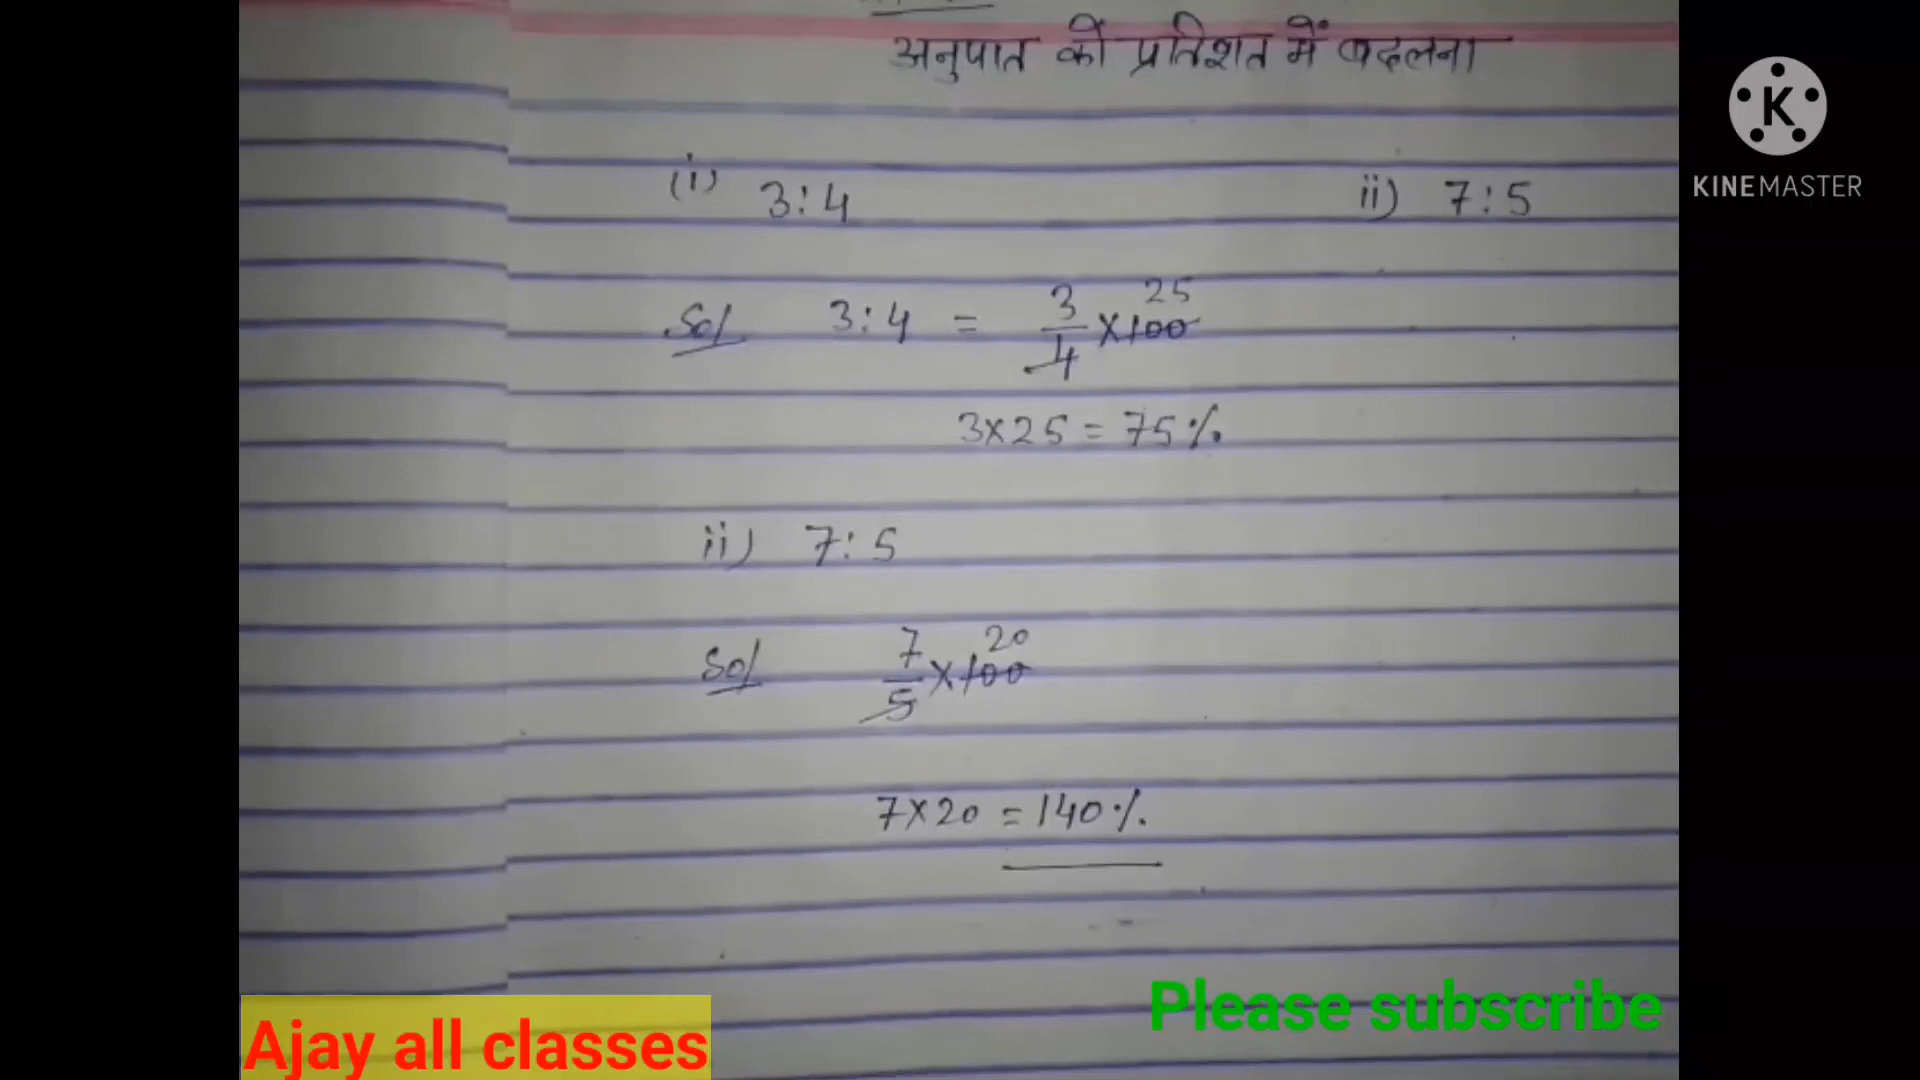 अनुपात को प्रतिशत में बदलना
(i) 3:4
ii) 7:5
Sol 3:4 = 3/4 × 100 25
3×25 = 75%
ii) 7:5
Sol 7/5 × 100 20
7×20 = 140%
K
KINEMASTER
Please subscribe
Ajay all classes